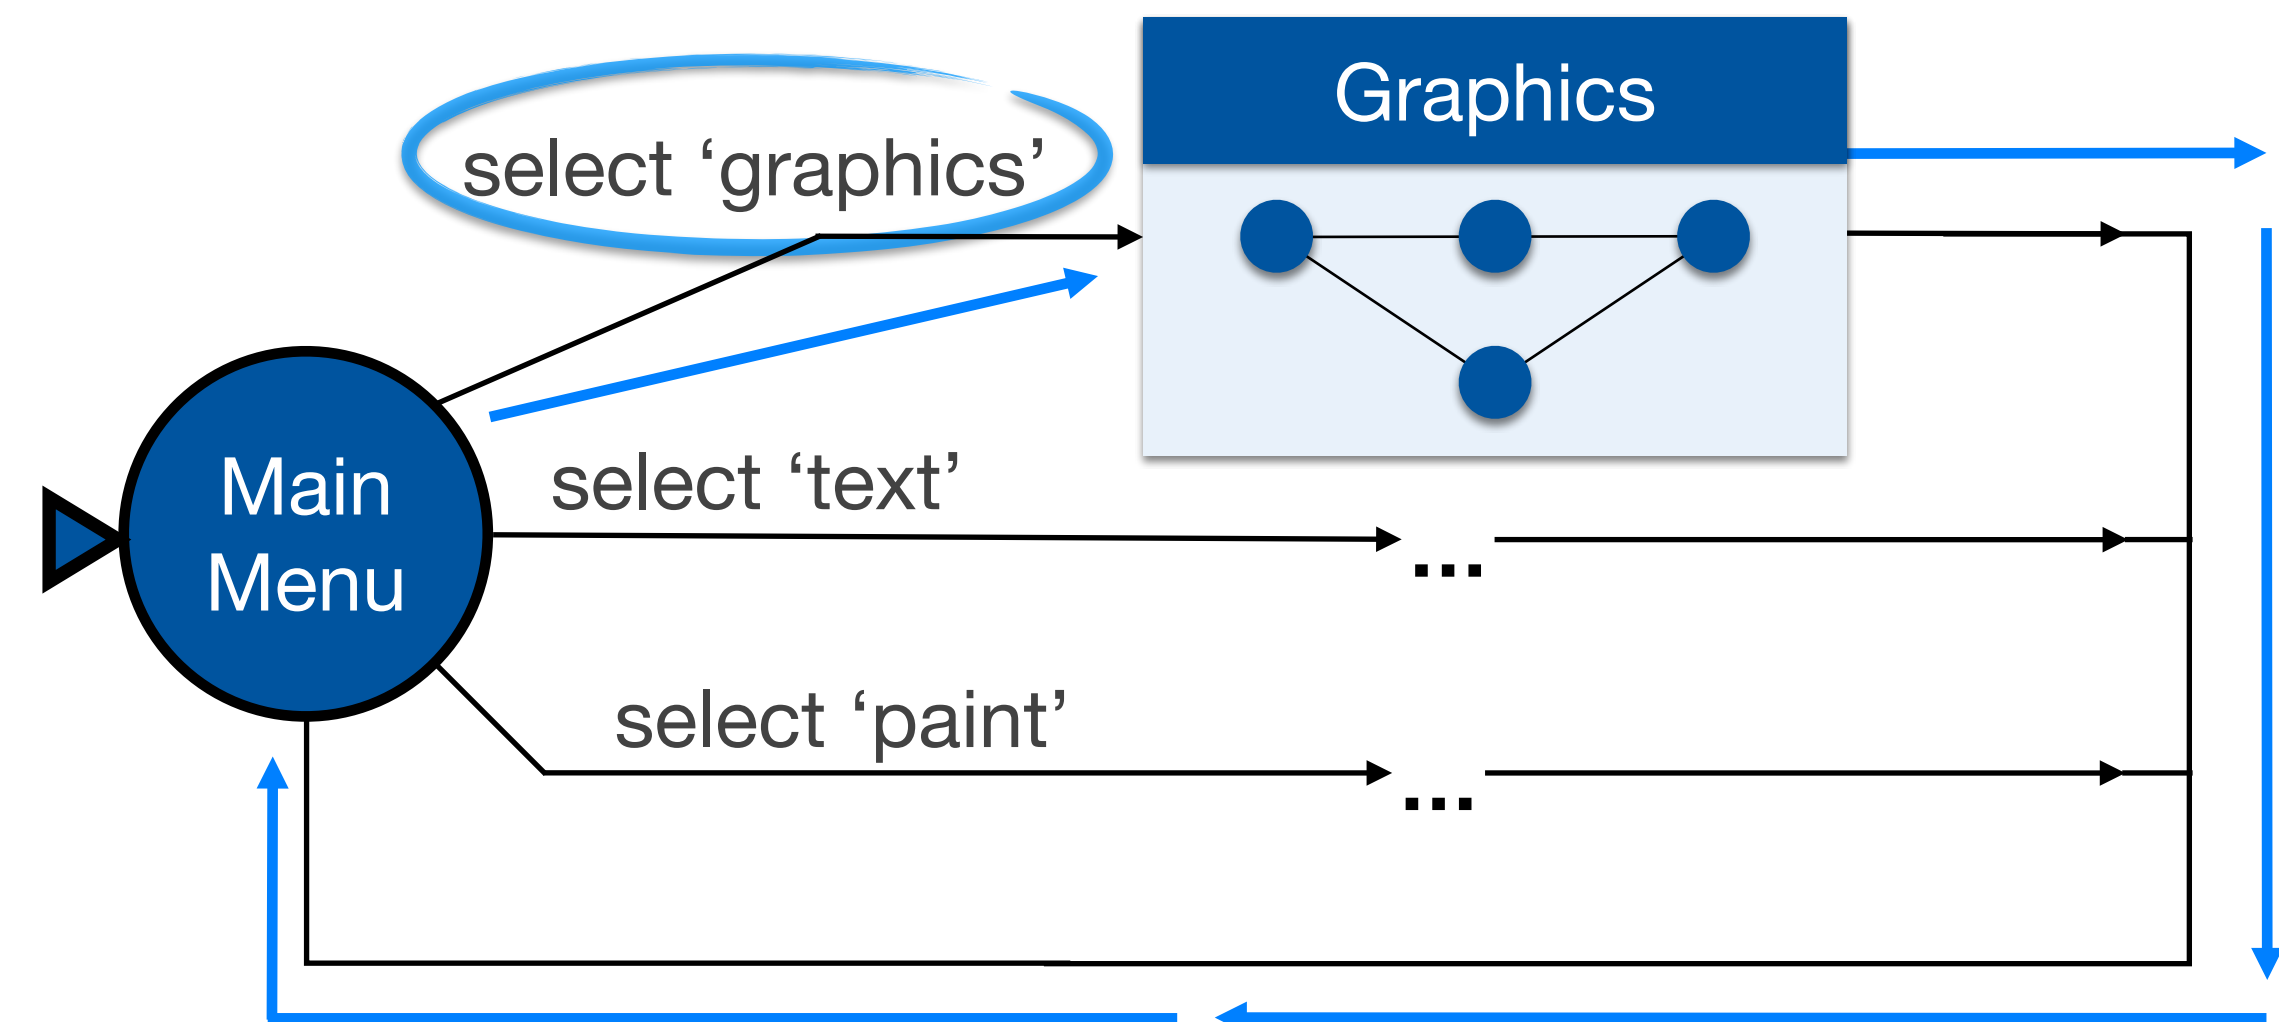 Graphics
select ‘graphics’
Main
Menu
select ‘text’
...
select ‘paint’
...